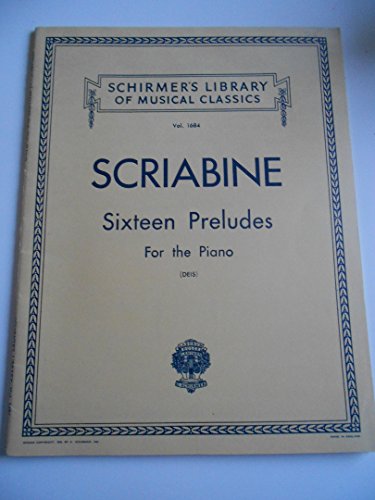 SCHIRMER'S LIBRARY
OF MUSICAL CLASSICS
Vol. 1684
SCRIABINE
Sixteen Preludes
For the Piano
(DEIS)